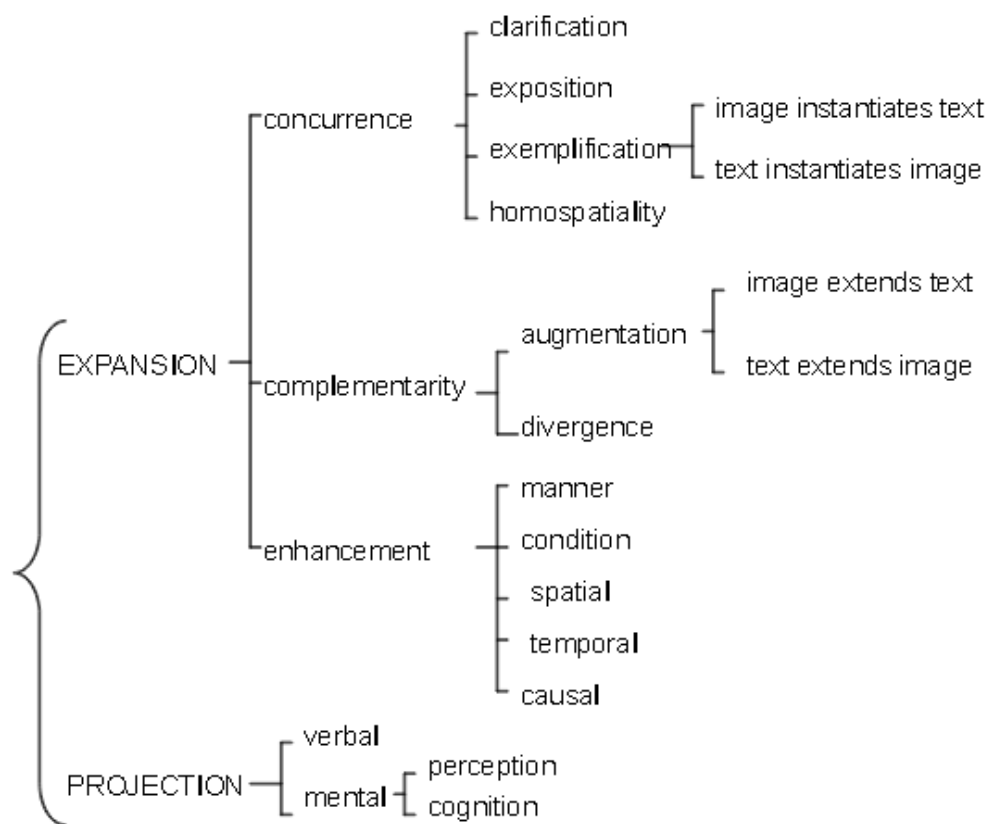 clarification
exposition
concurrence
exemplification
image instantiates text
text instantiates image
homospatiality
image extends text
augmentation
EXPANSION
text extends image
complementarity
divergence
manner
condition
enhancement
spatial
temporal
causal
verbal
PROJECTION
perception
mental
cognition